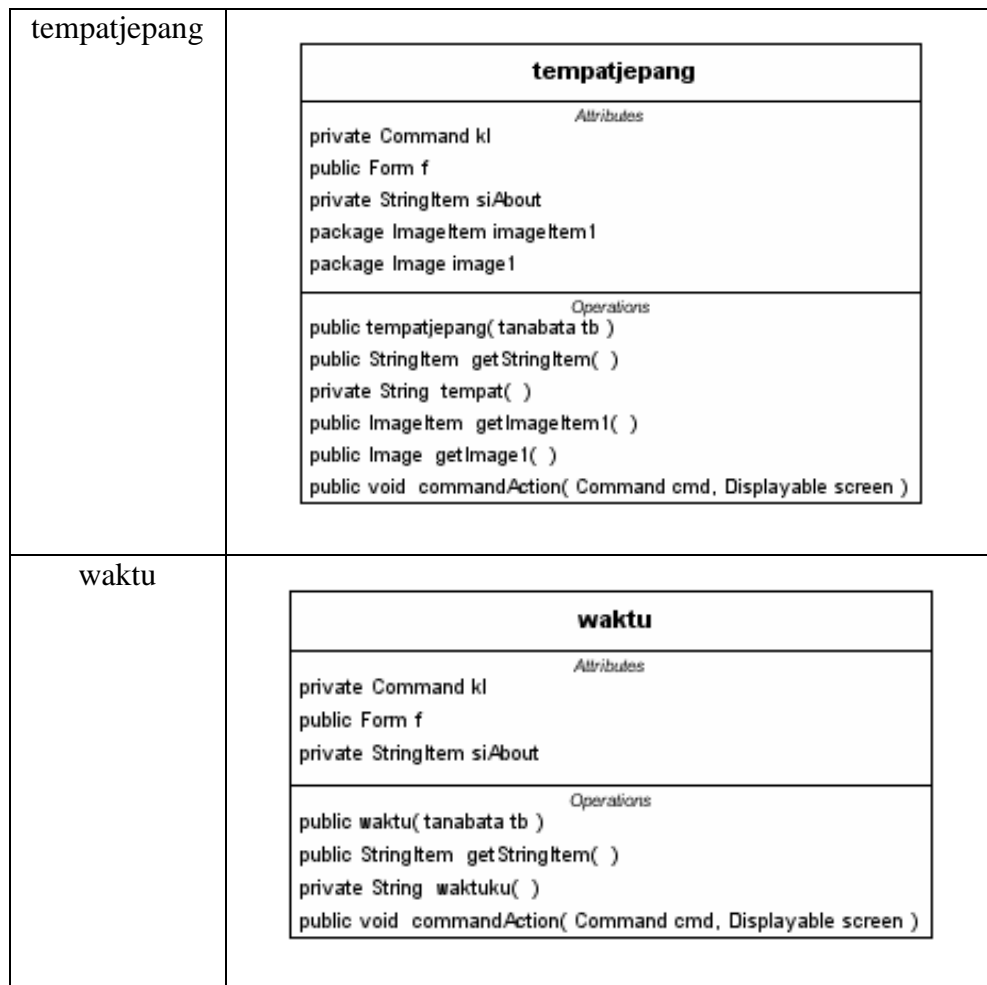 tempatjepang
tempatjepang
Attributes
private Command kl
public Form f
private StringItem siAbout
package ImageItem imageItem1
package Image image1
Operations
public tempatjepang( tanabata tb )
public StringItem getStringItem( )
private String tempat( )
public ImageItem getImageItem1( )
public Image getImage1( )
public void commandAction( Command cmd, Displayable screen )
waktu
waktu
Attributes
private Command kl
public Form f
private StringItem siAbout
Operations
public waktu( tanabata tb )
public StringItem getStringItem( )
private String waktuku( )
public void commandAction( Command cmd, Displayable screen )